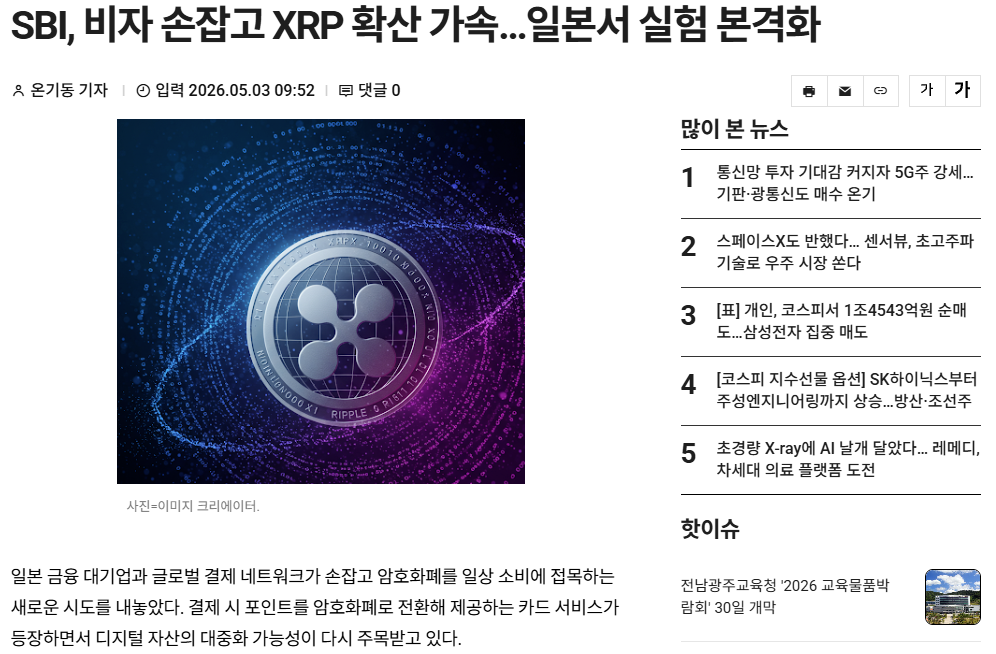 SBI, 비자 손잡고 XRP 확산 가속...일본서 실험 본격화
온기동 기자
입력 2026.05.03 09:52
댓글 0
가
가
사진=이미지 크리에이터.
일본 금융 대기업과 글로벌 결제 네트워크가 손잡고 암호화폐를 일상 소비에 접목하는
새로운 시도를 내놓았다. 결제 시 포인트를 암호화폐로 전환해 제공하는 카드 서비스가
등장하면서 디지털 자산의 대중화 가능성이 다시 주목받고 있다.
많이 본 뉴스
1
통신망 투자 기대감 커지자 5G주 강세...
기판·광통신도 매수 온기
2
스페이스X도 반했다... 센서뷰, 초고주파
기술로 우주 시장 쏜다
3
[표] 개인, 코스피서 1조4543억원 순매
도...삼성전자 집중 매도
4
[코스피 지수선물 옵션] SK하이닉스부터
주성엔지니어링까지 상승...방산·조선주
5
초경량 X-ray에 AI 날개 달았다... 레메디,
차세대 의료 플랫폼 도전
핫이슈
전남광주교육청 '2026 교육물품박
람회' 30일 개막
RIPPLE